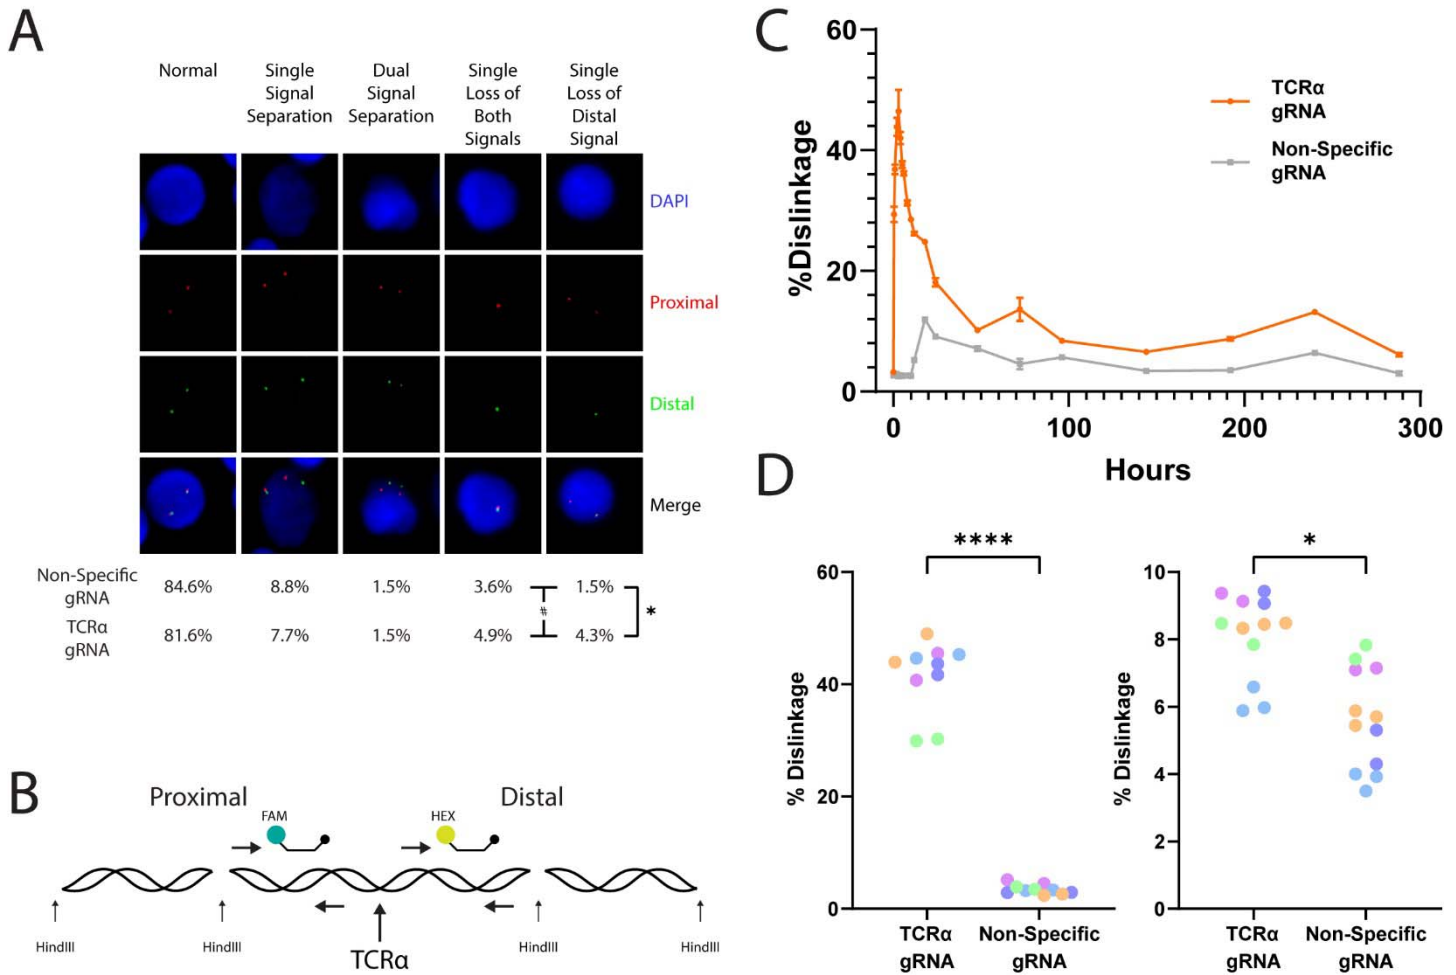 A
Normal
Single
Signal
Separation
Dual
Signal
Separation
Single
Loss of
Both
Signals
Single
Loss of
Distal
Signal
DAPI
Proximal
Distal
Merge
Non-Specific
gRNA
84.6%
8.8%
1.5%
3.6%
1.5%
#
*
TCRα
gRNA
81.6%
7.7%
1.5%
4.9%
4.3%
B
Proximal
Distal
FAM
HEX
HindIII
HindIII
HindIII
HindIII
TCRα
C
60
40
20
0
%Dislinkage
0
100
200
300
Hours
TCRα
gRNA
Non-Specific
gRNA
D
****
60
40
20
0
% Dislinkage
TCRα
gRNA
Non-Specific
gRNA
*
10
8
6
4
2
0
% Dislinkage
TCRα
gRNA
Non-Specific
gRNA